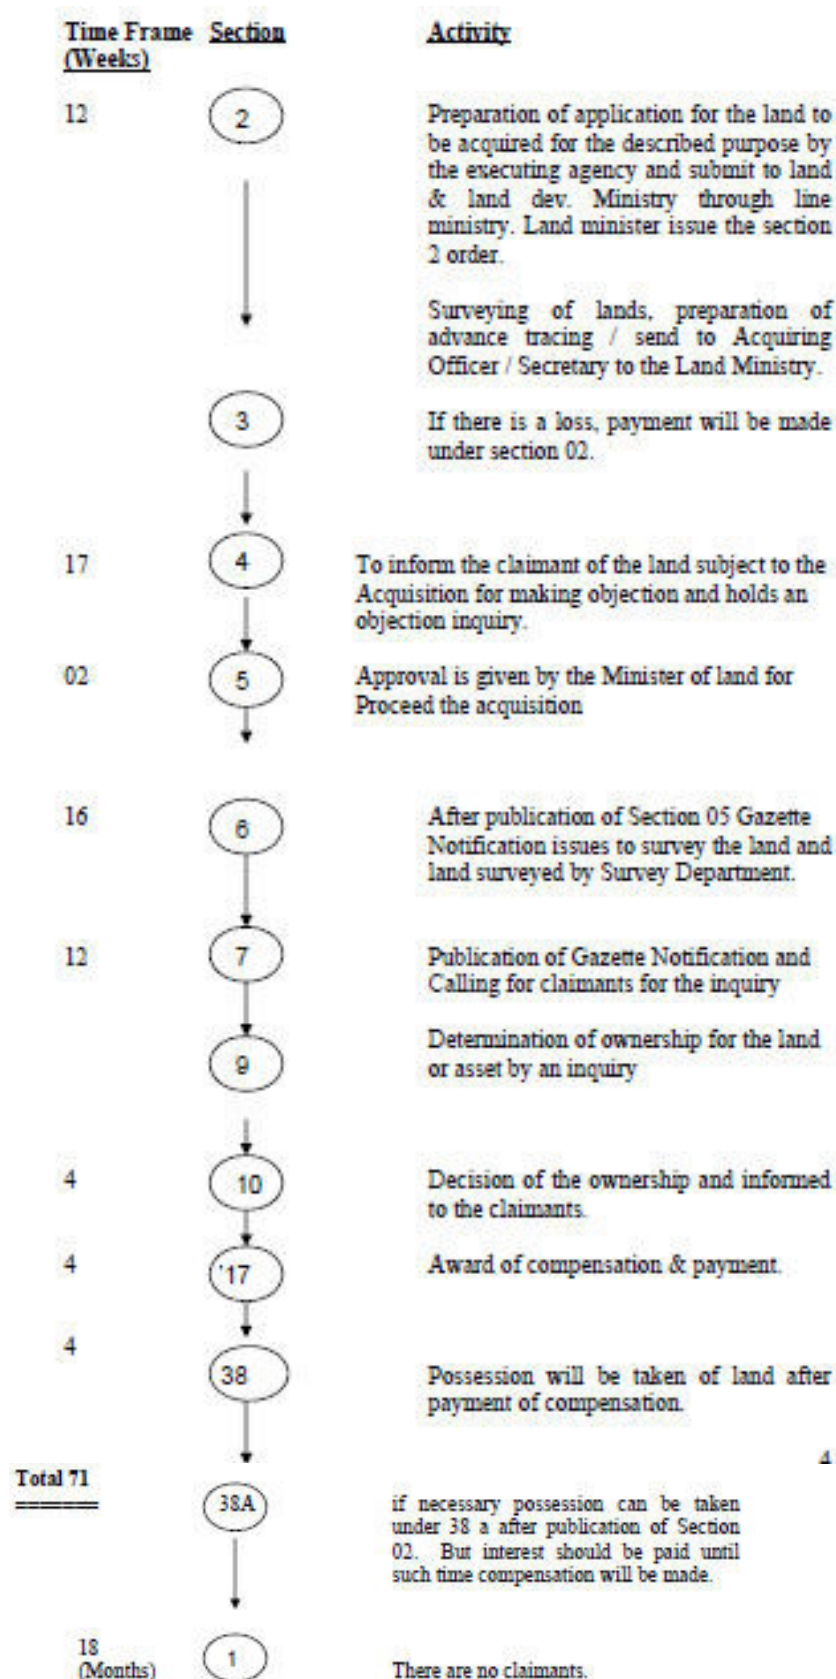 Time Frame Section Activity
(Weeks)
12 2 Preparation of application for the land to
be acquired for the described purpose by
the executing agency and submit to land
& land dev. Ministry through line
ministry. Land minister issue the section
2 order.
Surveying of lands, preparation of
advance tracing / send to Acquiring
Officer / Secretary to the Land Ministry.
3 If there is a loss, payment will be made
under section 02.
17 4 To inform the claimant of the land subject to the
Acquisition for making objection and holds an
objection inquiry.
02 5 Approval is given by the Minister of land for
Proceed the acquisition
16 6 After publication of Section 05 Gazette
Notification issues to survey the land and
land surveyed by Survey Department.
12 7 Publication of Gazette Notification and
Calling for claimants for the inquiry
9 Determination of ownership for the land
or asset by an inquiry
4 10 Decision of the ownership and informed
to the claimants.
4 '17 Award of compensation & payment.
4
38 Possession will be taken of land after
payment of compensation.
4
Total 71
=======
38A if necessary possession can be taken
under 38 a after publication of Section
02. But interest should be paid until
such time compensation will be made.
18 1
(Months) There are no claimants.